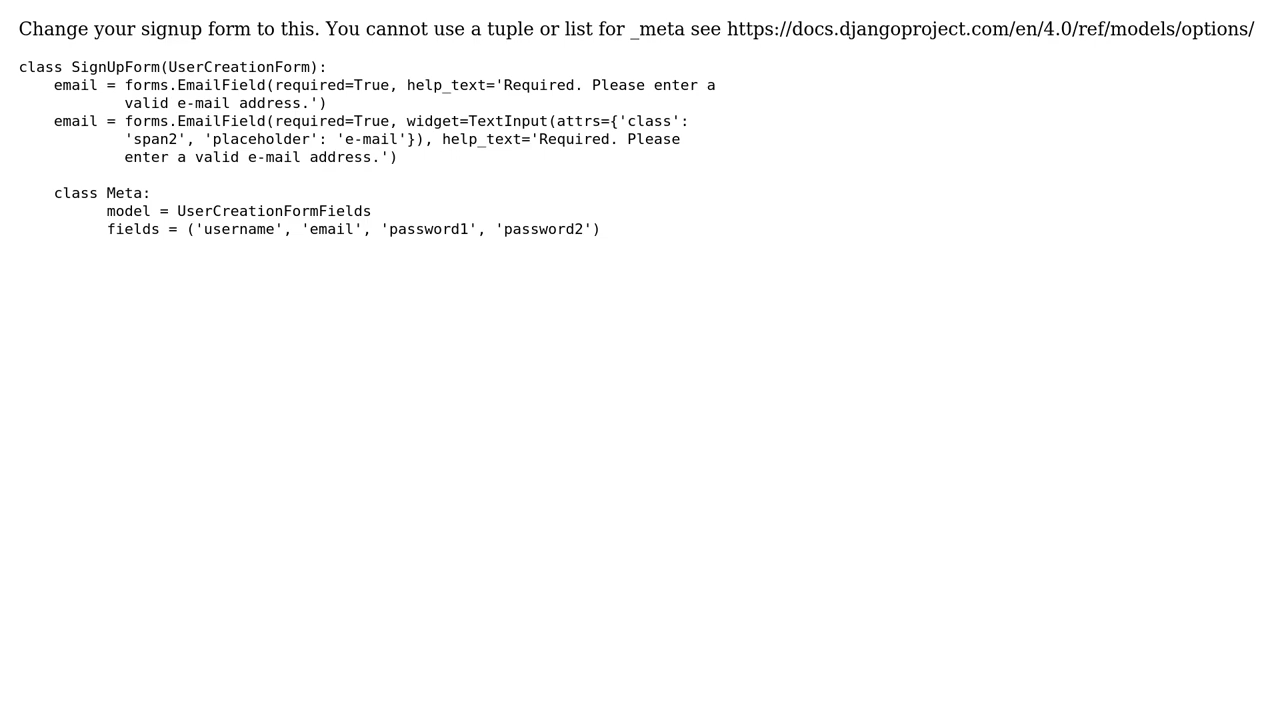 Change your signup form to this. You cannot use a tuple or list for _meta see https://docs.djangoproject.com/en/4.0/ref/models/options/
class SignUpForm(UserCreationForm):
    email = forms.EmailField(required=True, help_text='Required. Please enter a
            valid e-mail address.')
    email = forms.EmailField(required=True, widget=TextInput(attrs={'class':
            'span2', 'placeholder': 'e-mail'}), help_text='Required. Please
            enter a valid e-mail address.')

    class Meta:
          model = UserCreationFormFields
          fields = ('username', 'email', 'password1', 'password2')